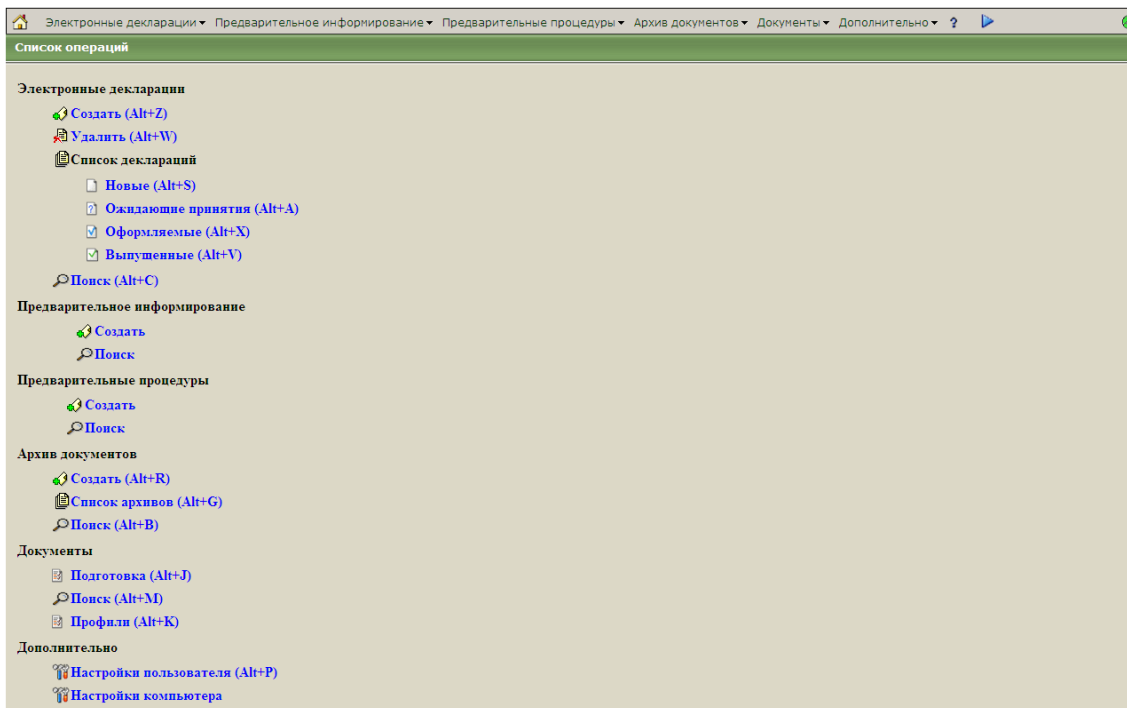 Электронные декларации Предварительное информирование Предварительные процедуры Архив документов Документы Дополнительно ?
Список операций
Электронные декларации
Создать (Alt+Z)
Удалить (Alt+W)
Список деклараций
Новые (Alt+S)
Ожидающие принятия (Alt+A)
Оформляемые (Alt+X)
Выпущенные (Alt+V)
Поиск (Alt+C)
Предварительное информирование
Создать
Поиск
Предварительные процедуры
Создать
Поиск
Архив документов
Создать (Alt+R)
Список архивов (Alt+G)
Поиск (Alt+B)
Документы
Подготовка (Alt+J)
Поиск (Alt+M)
Профили (Alt+K)
Дополнительно
Настройки пользователя (Alt+P)
Настройки компьютера